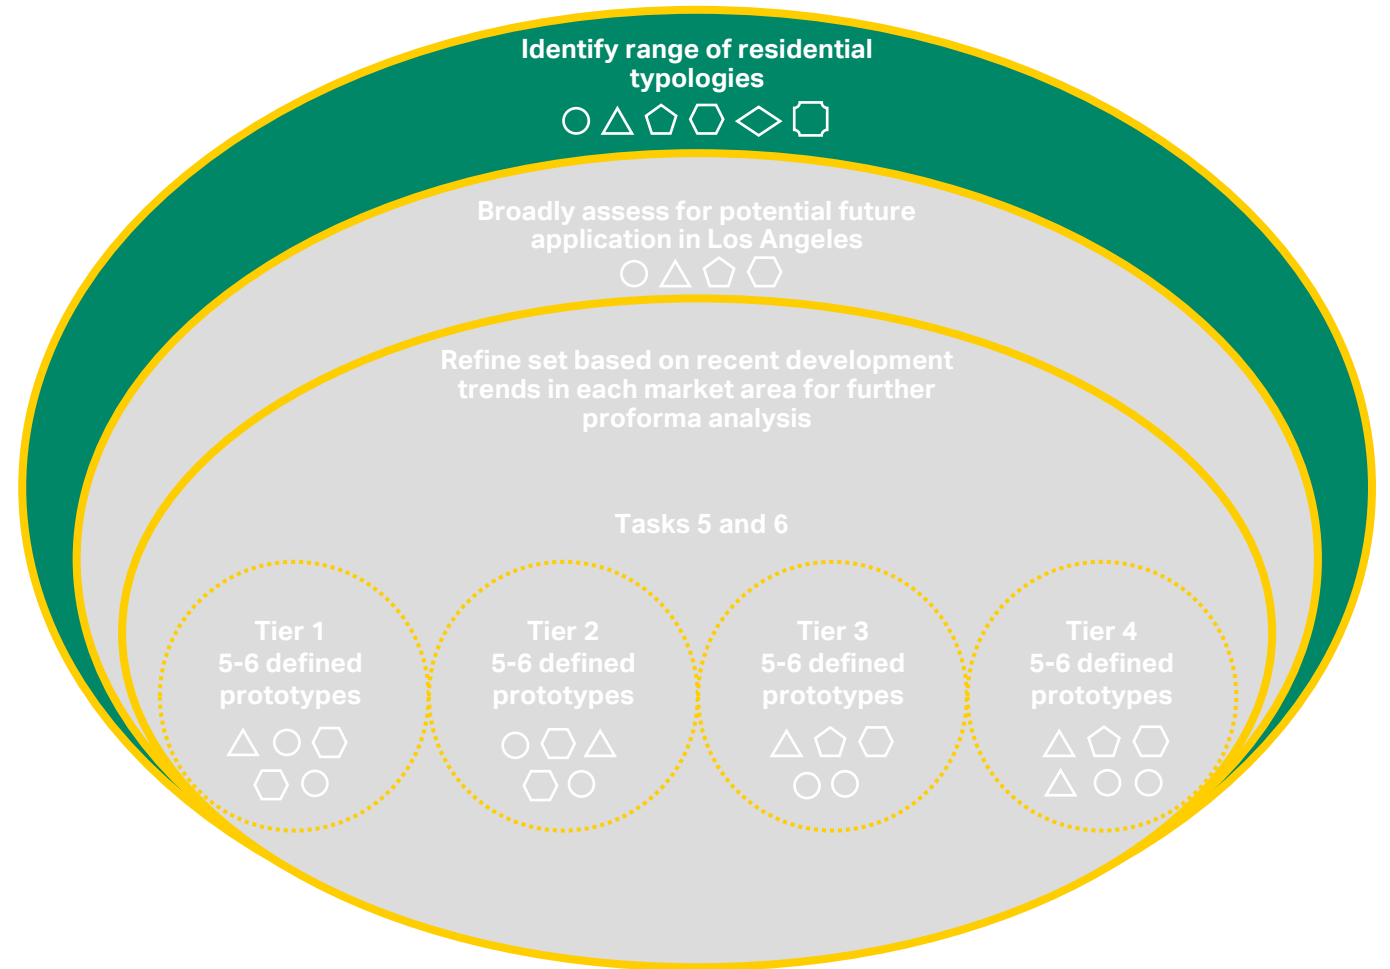 Identify range of residential
typologies
Broadly assess for potential future
application in Los Angeles
Refine set based on recent development
trends in each market area for further
proforma analysis
Tasks 5 and 6
Tier 1
5-6 defined
prototypes
Tier 2
5-6 defined
prototypes
Tier 3
5-6 defined
prototypes
Tier 4
5-6 defined
prototypes